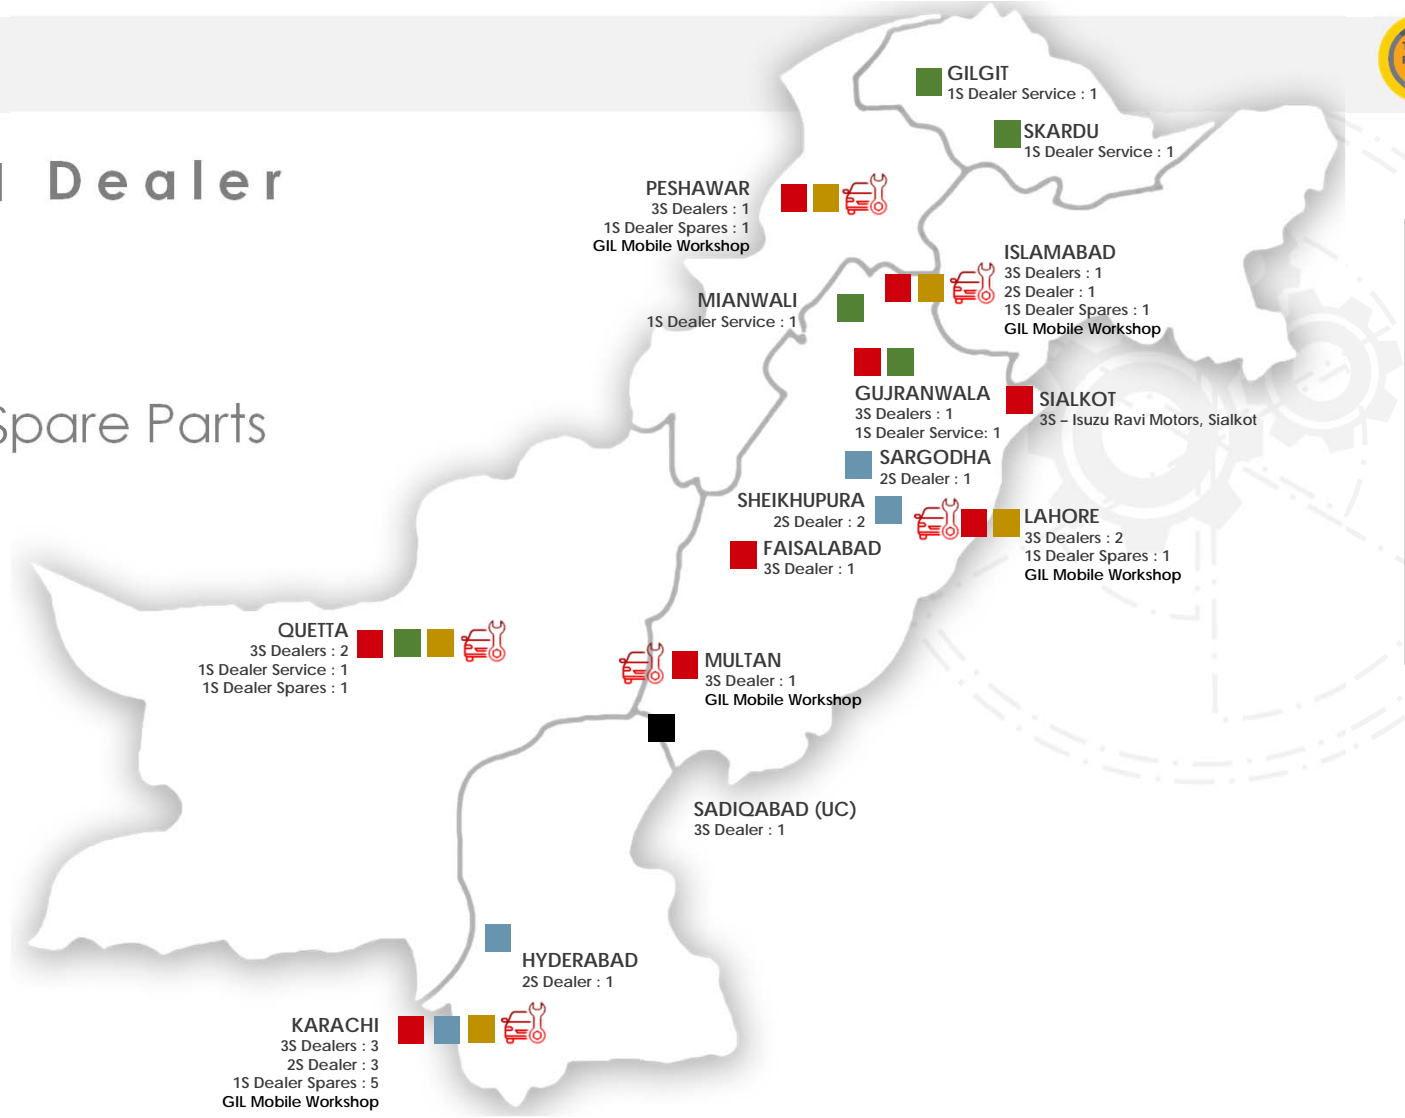 Dealer
Spare Parts
GILGIT
1S Dealer Service : 1
SKARDU
1S Dealer Service : 1
PESHAWAR
3S Dealers : 1
1S Dealer Spares : 1
GIL Mobile Workshop
ISLAMABAD
3S Dealers : 1
2S Dealer : 1
1S Dealer Spares : 1
GIL Mobile Workshop
MIANWALI
1S Dealer Service : 1
GUJRANWALA
3S Dealers : 1
1S Dealer Service: 1
SIALKOT
3S – Isuzu Ravi Motors, Sialkot
SARGODHA
2S Dealer : 1
SHEIKHUPURA
2S Dealer : 2
LAHORE
3S Dealers : 2
1S Dealer Spares : 1
GIL Mobile Workshop
FAISALABAD
3S Dealer : 1
QUETTA
3S Dealers : 2
1S Dealer Service : 1
1S Dealer Spares : 1
MULTAN
3S Dealer : 1
GIL Mobile Workshop
SADIQABAD (UC)
3S Dealer : 1
HYDERABAD
2S Dealer : 1
KARACHI
3S Dealers : 3
2S Dealer : 3
1S Dealer Spares : 5
GIL Mobile Workshop